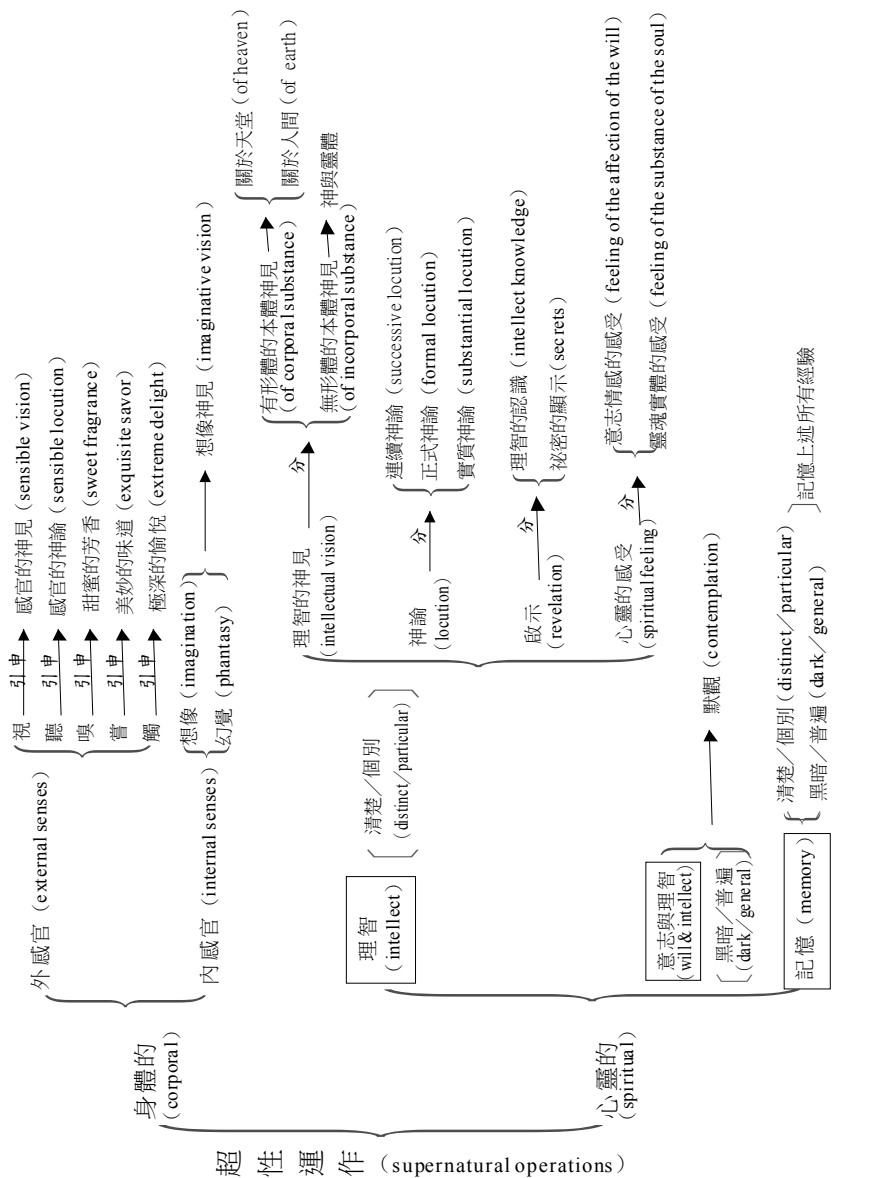 超性運作（supernatural operations）
身體的
（corporal）
外感官（external senses）
視 引申 感官的神見（sensible vision）
聽 引申 感官的神諭（sensible locution）
嗅 引申 甜蜜的芳香（sweet fragrance）
嘗 引申 美妙的味道（exquisite savor）
觸 引申 極深的愉悅（extreme delight）
內感官（internal senses）
想像（imagination）
幻覺（phantasy）
想像神見（imaginative vision）
心靈的
（spiritual）
理智
（intellect）
清楚／個別
（distinct／particular）
理智的神見
（intellectual vision）
分
有形體的本體神見
（of corporal substance）
關於天堂（of heaven）
關於人間（of earth）
無形體的本體神見
（of incorporal substance）
神與靈體
神諭
（locution）
分
連續神諭（successive locution）
正式神諭（formal locution）
實質神諭（substantial locution）
啟示
（revelation）
分
理智的認識（intellect knowledge）
祕密的顯示（secrets）
心靈的感受
（spiritual feeling）
分
意志情感的感受（feeling of the affection of the will）
靈魂實體的感受（feeling of the substance of the soul）
意志與理智
（will & intellect）
黑暗／普遍
（dark／general）
默觀（contemplation）
記憶（memory）
清楚／個別（distinct／particular）
黑暗／普遍（dark／general）
記憶上述所有經驗